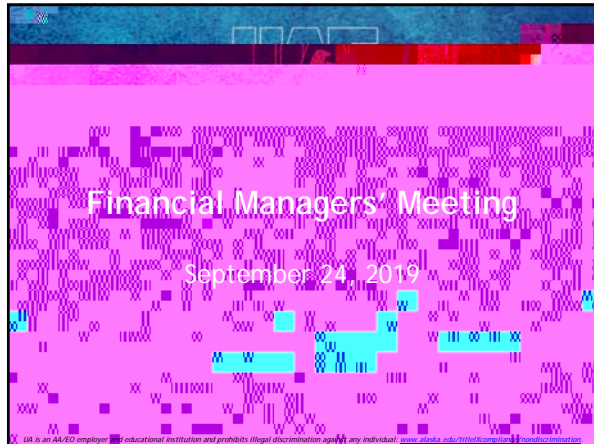 Financial Managers' Meeting
September 24, 2019
UA is an AA/EO employer and educational institution and prohibits illegal discrimination against any individual: www.alaska.edu/titleIXcompliance/nondiscrimination.